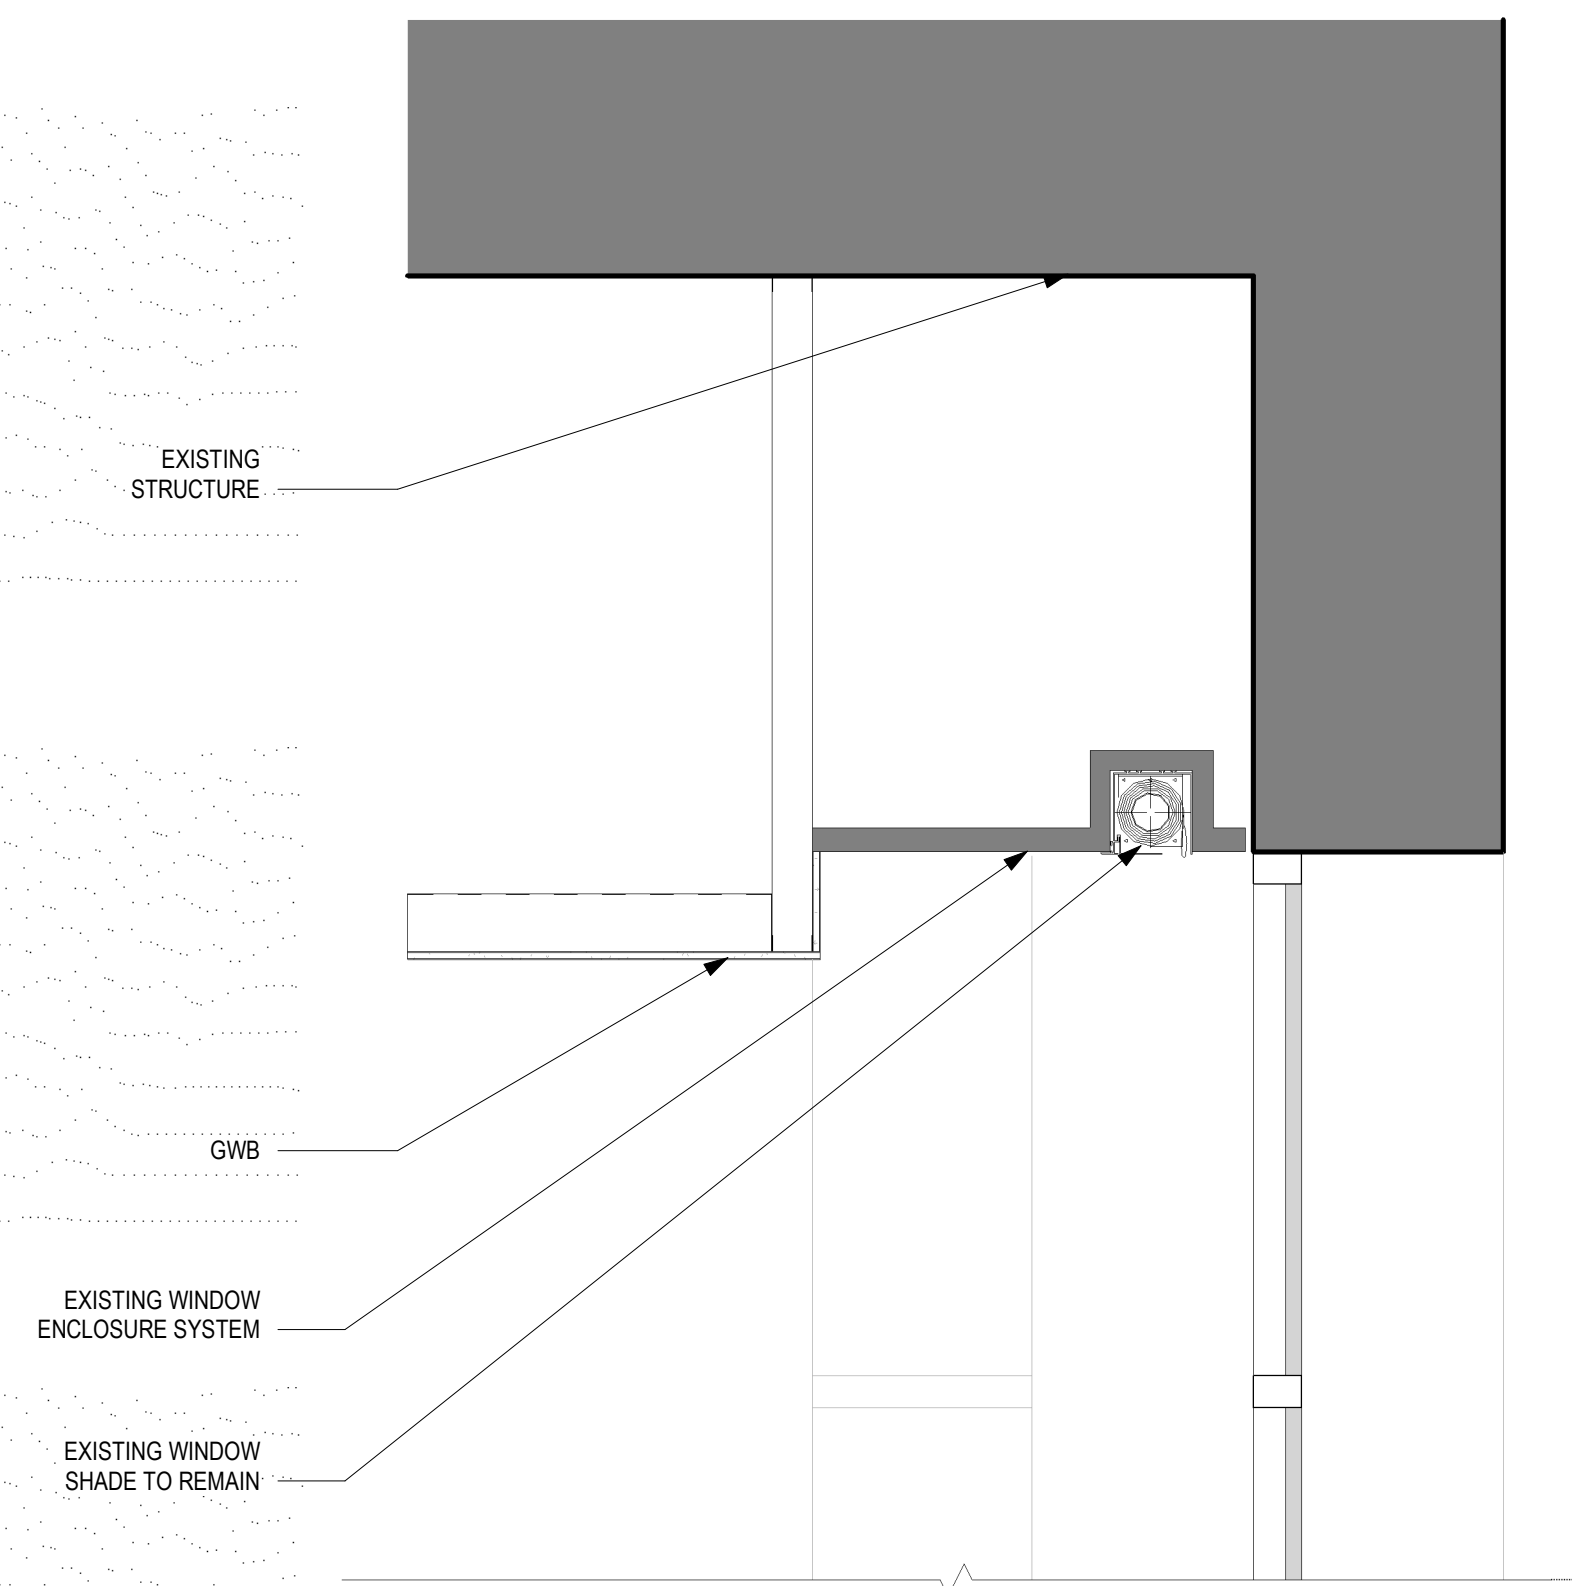 EXISTING
STRUCTURE
GWB
EXISTING WINDOW
ENCLOSURE SYSTEM
EXISTING WINDOW
SHADE TO REMAIN